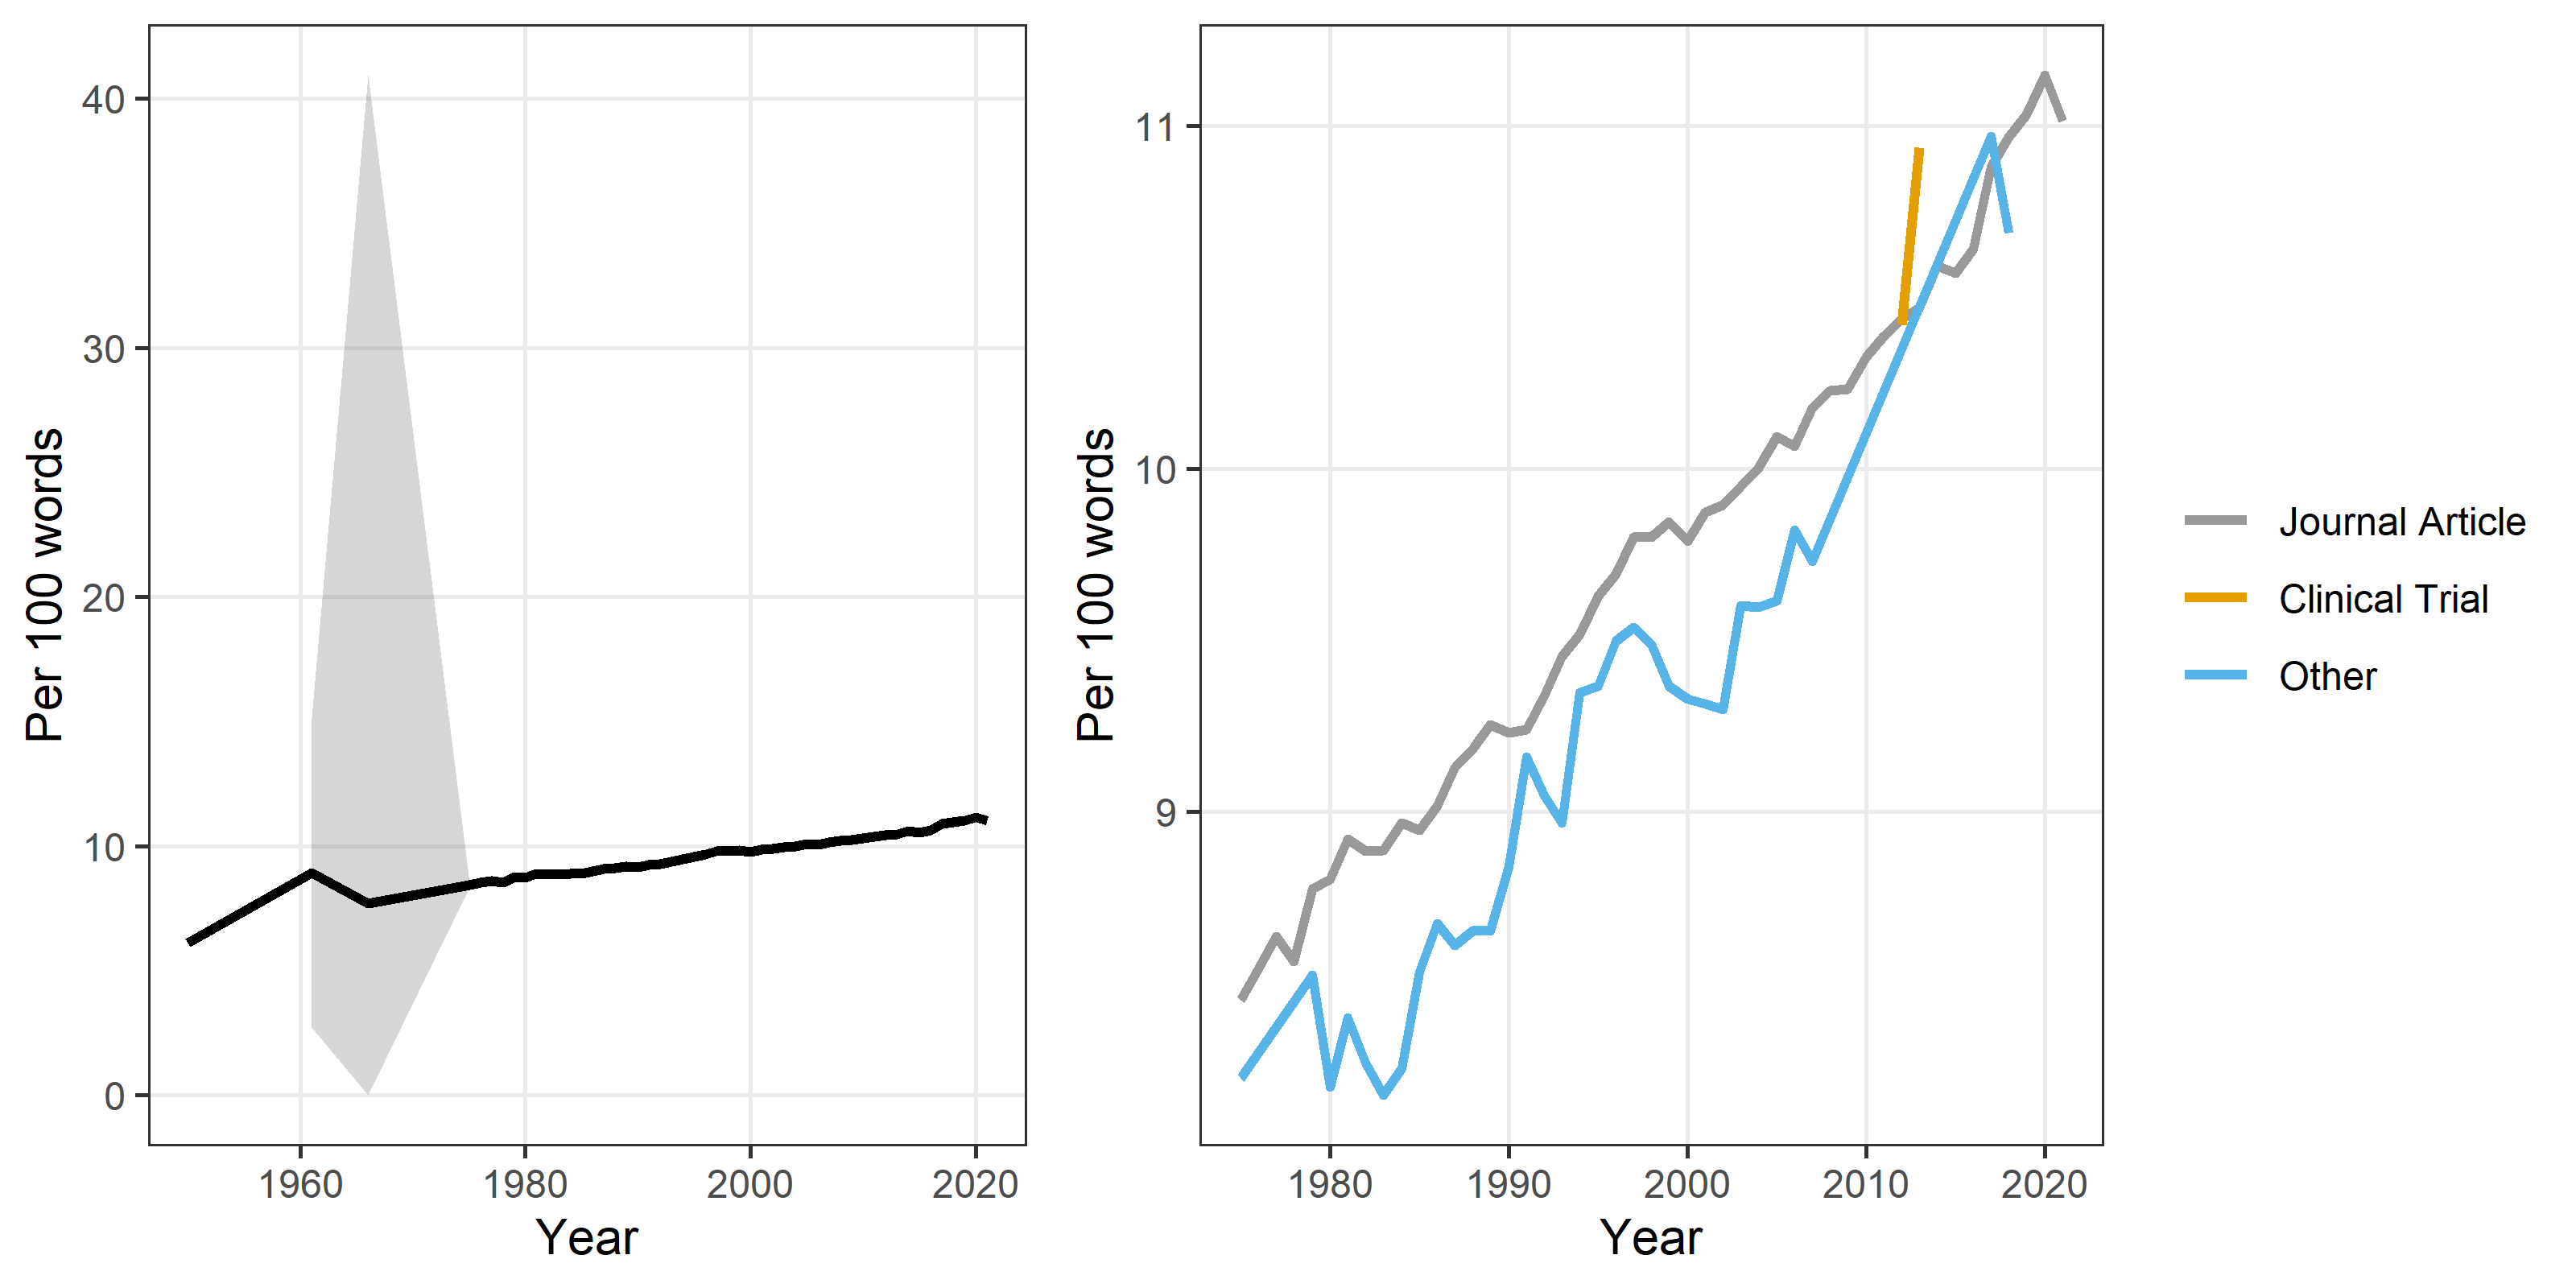 Per 100 words
40
30
20
10
0
1960 1980 2000 2020
Year
Per 100 words
11
10
9
1980 1990 2000 2010 2020
Year
Journal Article
Clinical Trial
Other